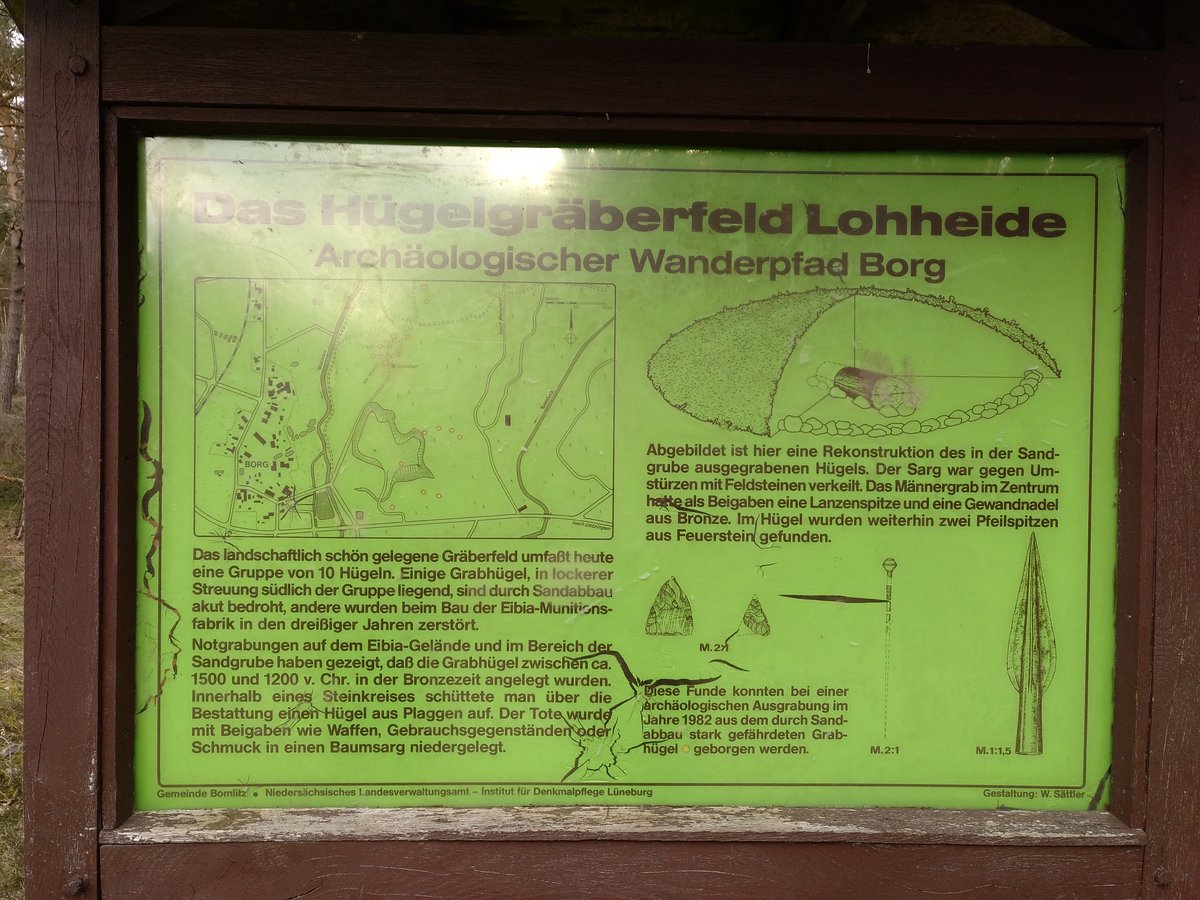 Das Hügelgräberfeld Lohheide
Archäologischer Wanderpfad Borg
BORG
nach Uetzingen
Das landschaftlich schön gelegene Gräberfeld umfaßt heute
eine Gruppe von 10 Hügeln. Einige Grabhügel, in lockerer
Streuung südlich der Gruppe liegend, sind durch Sandabbau
akut bedroht, andere wurden beim Bau der Eibia-Munitions-
fabrik in den dreißiger Jahren zerstört.
Notgrabungen auf dem Eibia-Gelände und im Bereich der
Sandgrube haben gezeigt, daß die Grabhügel zwischen ca.
1500 und 1200 v. Chr. in der Bronzezeit angelegt wurden.
Innerhalb eines Steinkreises schüttete man über die
Bestattung einen Hügel aus Plaggen auf. Der Tote wurde
mit Beigaben wie Waffen, Gebrauchsgegenständen oder
Schmuck in einen Baumsarg niedergelegt.
Abgebildet ist hier eine Rekonstruktion des in der Sand-
grube ausgegrabenen Hügels. Der Sarg war gegen Um-
stürzen mit Feldsteinen verkeilt. Das Männergrab im Zentrum
hatte als Beigaben eine Lanzenspitze und eine Gewandnadel
aus Bronze. Im Hügel wurden weiterhin zwei Pfeilspitzen
aus Feuerstein gefunden.
M. 2:1
Diese Funde konnten bei einer
archäologischen Ausgrabung im
Jahre 1982 aus dem durch Sand-
abbau stark gefährdeten Grab-
hügel geborgen werden.
M. 2:1
M. 1:1,5
Gemeinde Bomlitz • Niedersächsisches Landesverwaltungsamt – Institut für Denkmalpflege Lüneburg
Gestaltung: W. Sättler